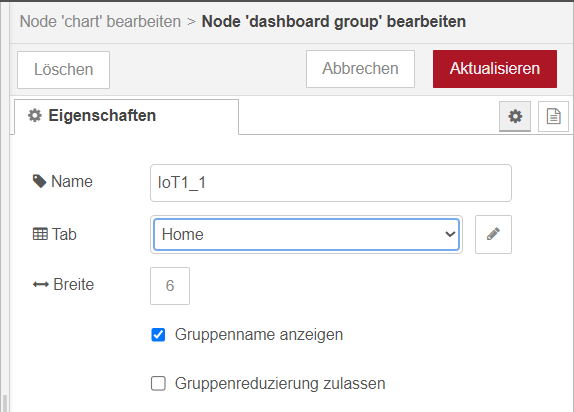 Node 'chart' bearbeiten > Node 'dashboard group' bearbeiten
Löschen Abbrechen Aktualisieren
Eigenschaften
Name IoT1_1
Tab Home
Breite 6
Gruppenname anzeigen
Gruppenreduzierung zulassen